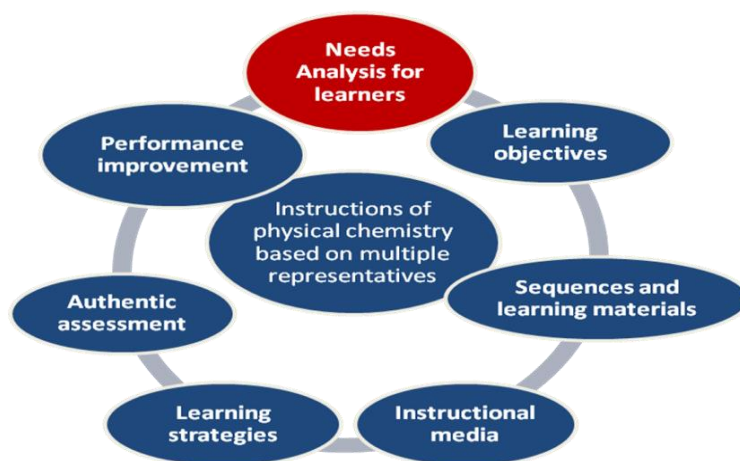 Needs
Analysis for
learners
Learning
objectives
Sequences and
learning materials
Instructional
media
Learning
strategies
Authentic
assessment
Performance
improvement
Instructions of
physical chemistry
based on multiple
representatives